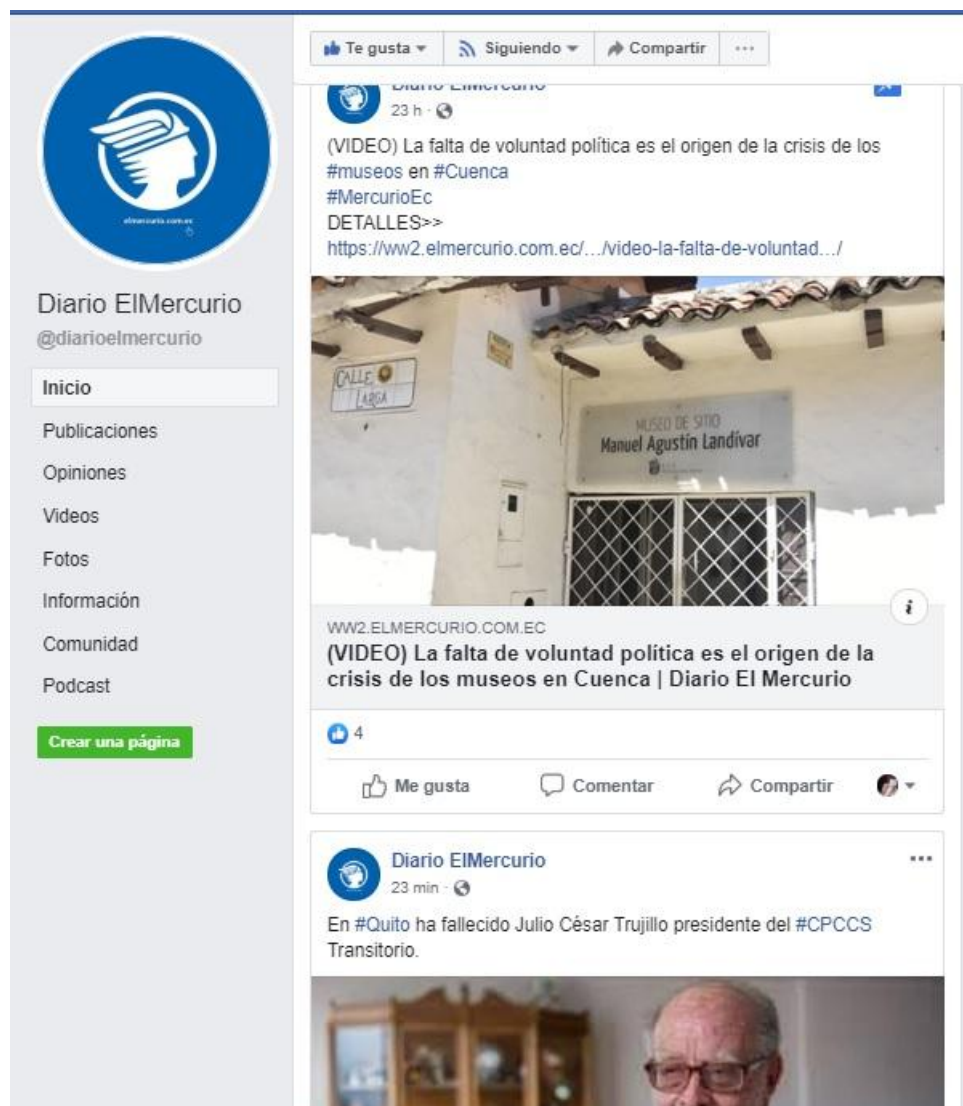 elmercurio.com.ec
Diario ElMercurio
@diarioelmercurio
Inicio
Publicaciones
Opiniones
Videos
Fotos
Información
Comunidad
Podcast
Crear una página
Te gusta
Siguiendo
Compartir
Diario ElMercurio
23 h
(VIDEO) La falta de voluntad política es el origen de la crisis de los
#museos en #Cuenca
#MercurioEc
DETALLES>>
https://ww2.elmercurio.com.ec/…/video-la-falta-de-voluntad…/
CALLE
LARGA
MUSEO DE SITIO
Manuel Agustín Landívar
WW2.ELMERCURIO.COM.EC
(VIDEO) La falta de voluntad política es el origen de la
crisis de los museos en Cuenca | Diario El Mercurio
4
Me gusta
Comentar
Compartir
Diario ElMercurio
23 min
En #Quito ha fallecido Julio César Trujillo presidente del #CPCCS
Transitorio.